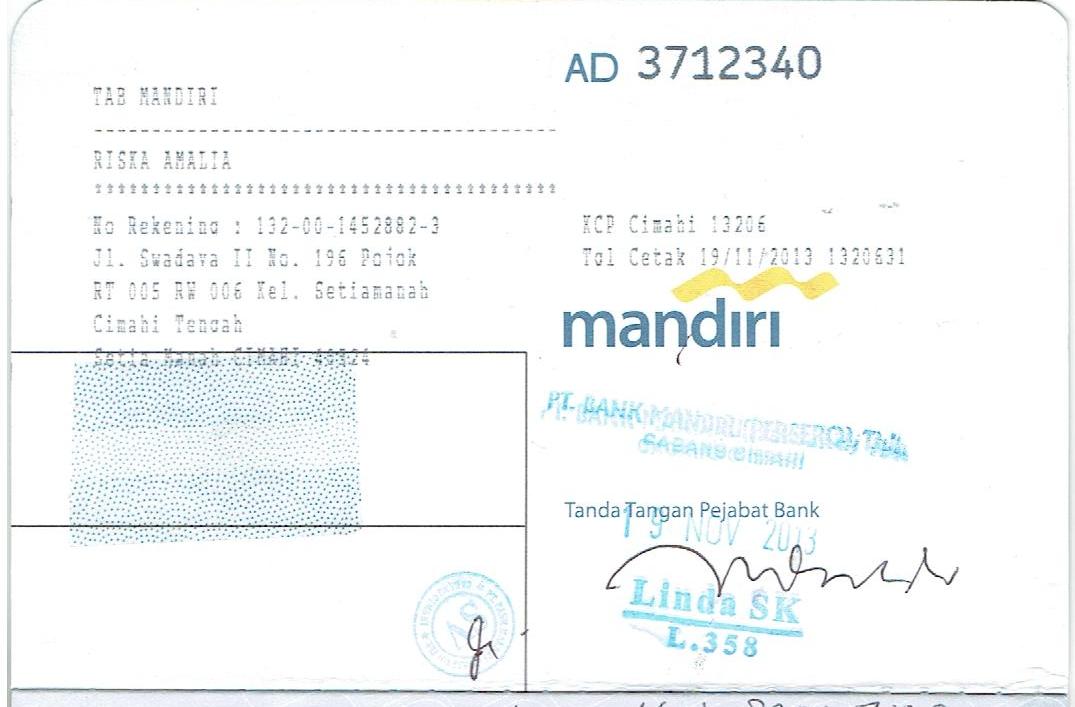 AD 3712340
TAB MANDIRI
RISKA AMALIA
No Rekening : 132-00-1452882-3
Jl. Swadaya II No. 196 Pojok
RT 005 RW 006 Kel. Setiamanah
Cimahi Tengah
Setia Manah CIMAHI 40524
KCP Cimahi 13206
Tgl Cetak 19/11/2013 1320631
mandırı
PT. BANK MANDIRI (PERSERO), Tbk.
CABANG CIMAHI
Tanda Tangan Pejabat Bank
19 NOV 2013
Linda SK
L.358